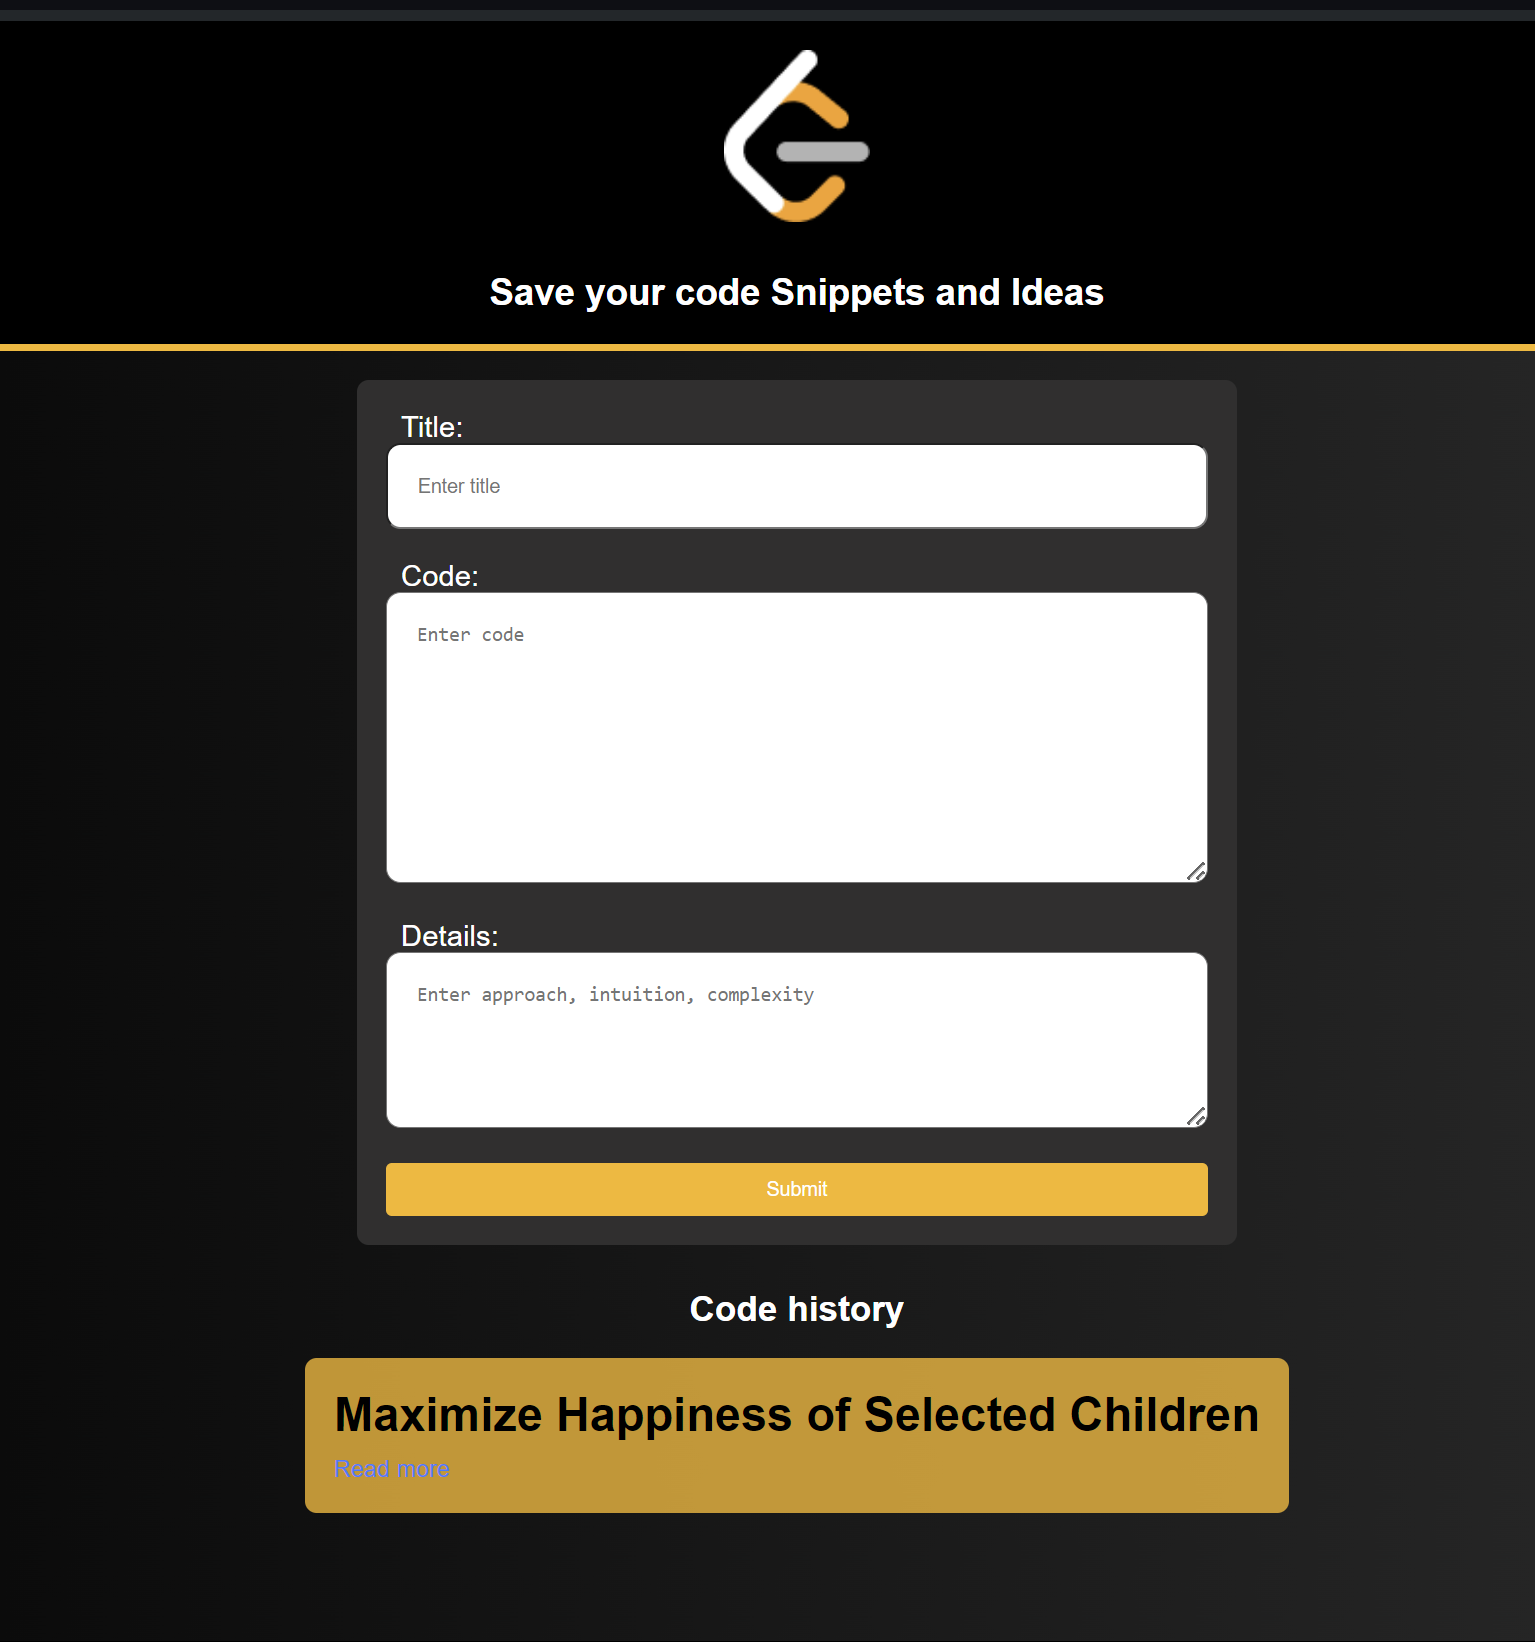 Save your code Snippets and Ideas
Title:
Enter title
Code:
Enter code
Details:
Enter approach, intuition, complexity
Submit
Code history
Maximize Happiness of Selected Children
Read more